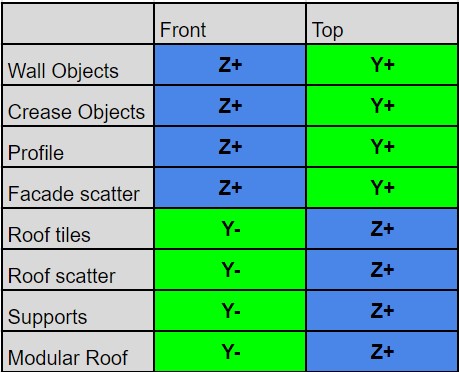 Front Top
Wall Objects Z+ Y+
Crease Objects Z+ Y+
Profile Z+ Y+
Facade scatter Z+ Y+
Roof tiles Y- Z+
Roof scatter Y- Z+
Supports Y- Z+
Modular Roof Y- Z+